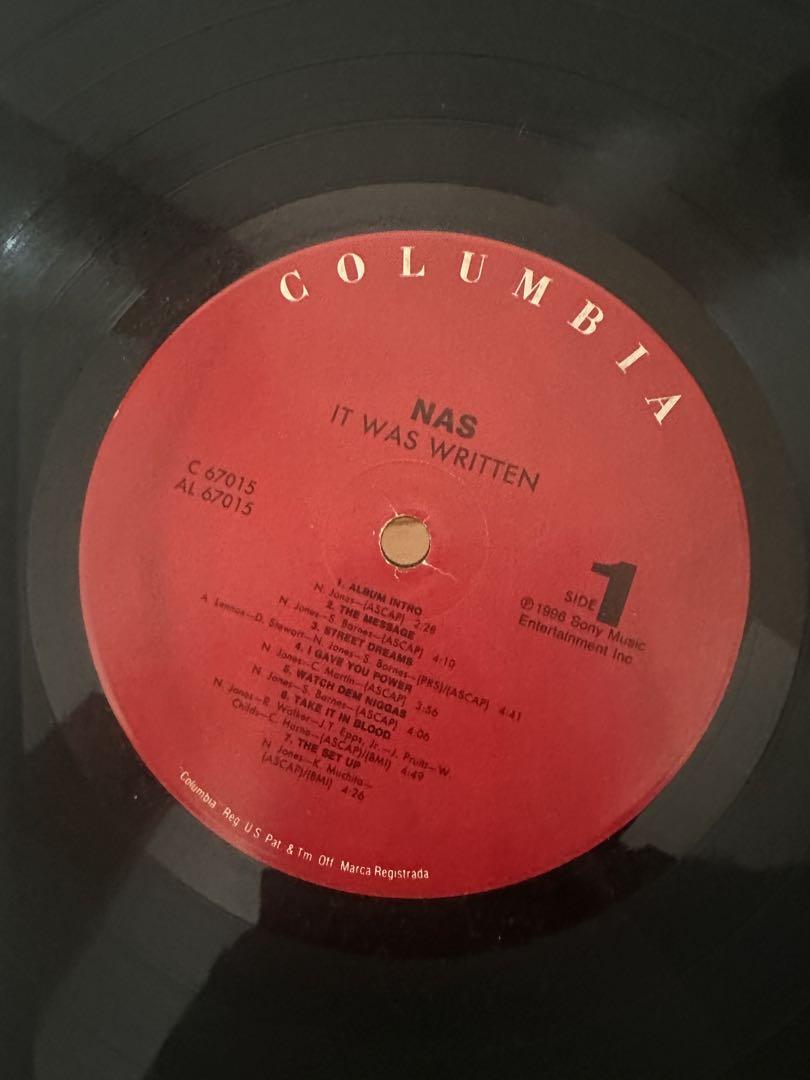 COLUMBIA
NAS
IT WAS WRITTEN
C 67015
AL 67015
SIDE 1
℗ 1996 Sony Music
Entertainment Inc
1. ALBUM INTRO
N. Jones—(ASCAP) 2:28
2. THE MESSAGE
N. Jones—S. Barnes—(ASCAP) 4:10
3. STREET DREAMS
A. Lennox—D. Stewart—N. Jones—S. Barnes—(PRS)/(ASCAP) 4:41
4. I GAVE YOU POWER
N. Jones—C. Martin—(ASCAP) 3:56
5. WATCH DEM NIGGAS
N. Jones—S. Barnes—(ASCAP) 4:06
6. TAKE IT IN BLOOD
N. Jones—R. Walker—J.T. Epps, Jr.—J. Pruitt—W.
Childs—C. Harne—(ASCAP)/(BMI) 4:49
7. THE SET UP
N. Jones—K. Muchita—
(ASCAP)/(BMI) 4:26
Columbia Reg. U.S. Pat. & Tm. Off. Marca Registrada